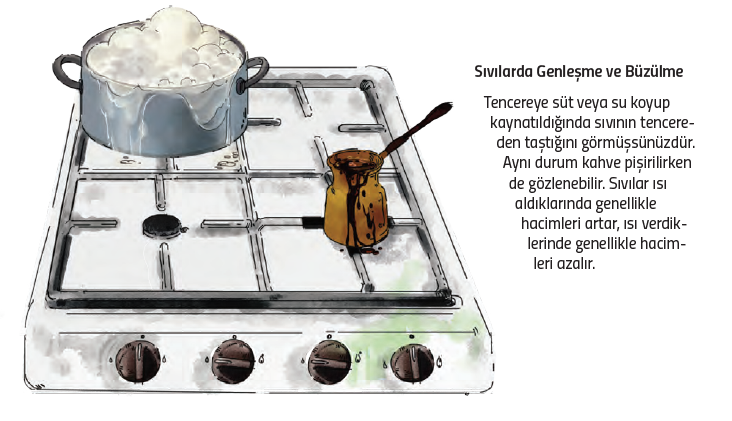 Sıvılarda Genleşme ve Büzülme
Tencereye süt veya su koyup
kaynatıldığında sıvının tencere-
den taştığını görmüşsünüzdür.
Aynı durum kahve pişirilirken
de gözlenebilir. Sıvılar ısı
aldıklarında genellikle
hacimleri artar, ısı verdik-
lerinde genellikle hacim-
leri azalır.